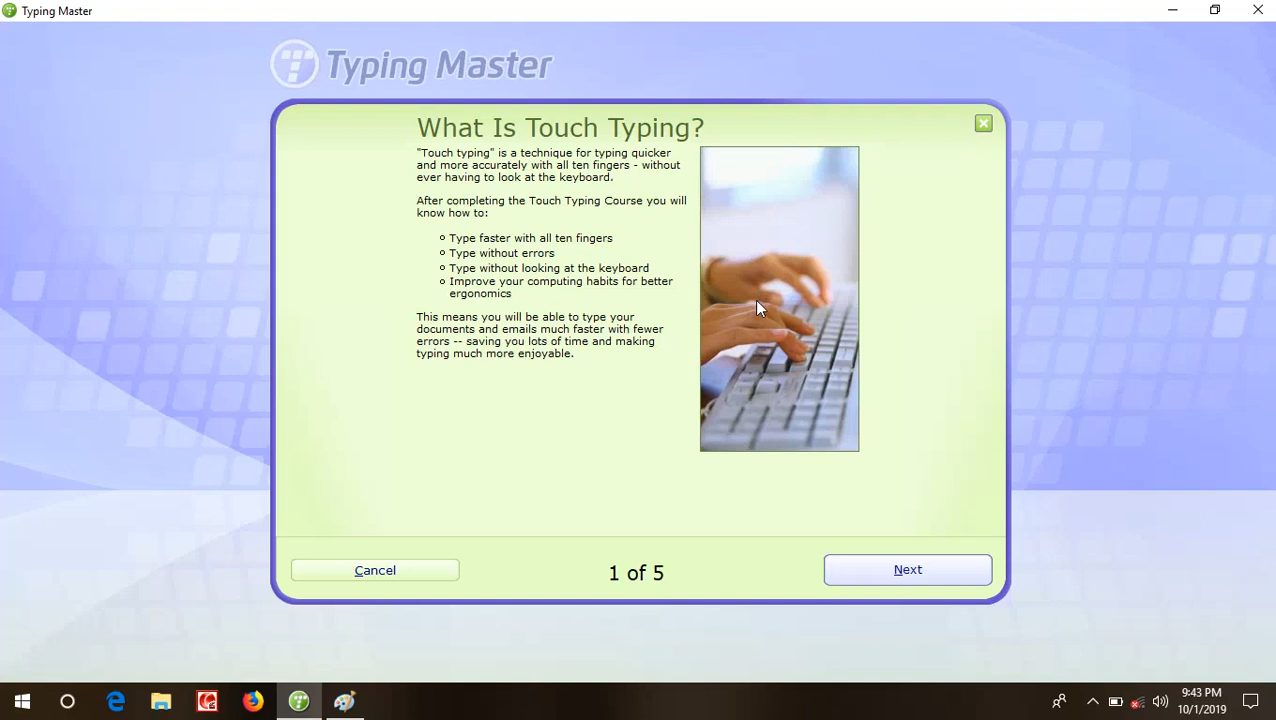 Typing Master
Typing Master
What Is Touch Typing?
"Touch typing" is a technique for typing quicker
and more accurately with all ten fingers - without
ever having to look at the keyboard.
After completing the Touch Typing Course you will
know how to:
Type faster with all ten fingers
Type without errors
Type without looking at the keyboard
Improve your computing habits for better
ergonomics
This means you will be able to type your
documents and emails much faster with fewer
errors -- saving you lots of time and making
typing much more enjoyable.
Cancel
1 of 5
Next
9:43 PM
10/1/2019